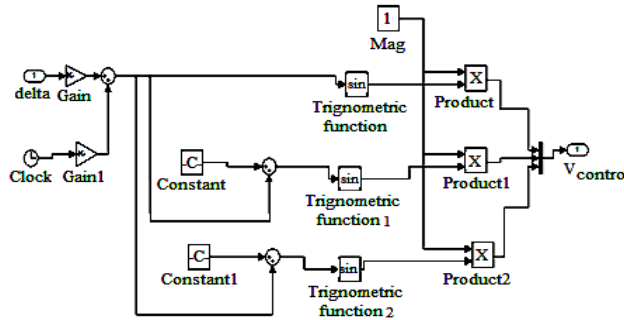 1
Mag
1
delta
Gain
sin
X
Product
Trignometric
function
Clock
Gain1
-C-
Constant
sin
X
Product1
1
V control
Trignometric
function 1
-C-
Constant1
sin
X
Product2
Trignometric
function 2